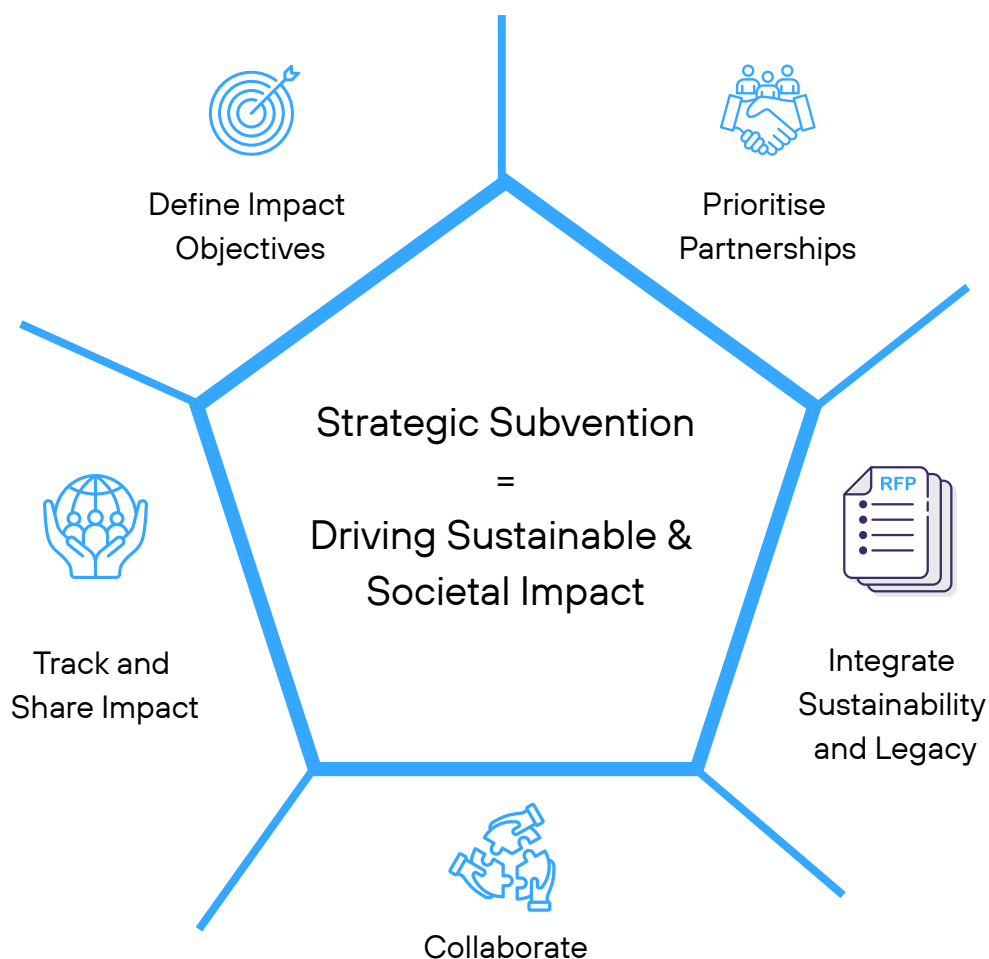 Define Impact
Objectives
Prioritise
Partnerships
Strategic Subvention
=
Driving Sustainable &
Societal Impact
RFP
Track and
Share Impact
Integrate
Sustainability
and Legacy
Collaborate